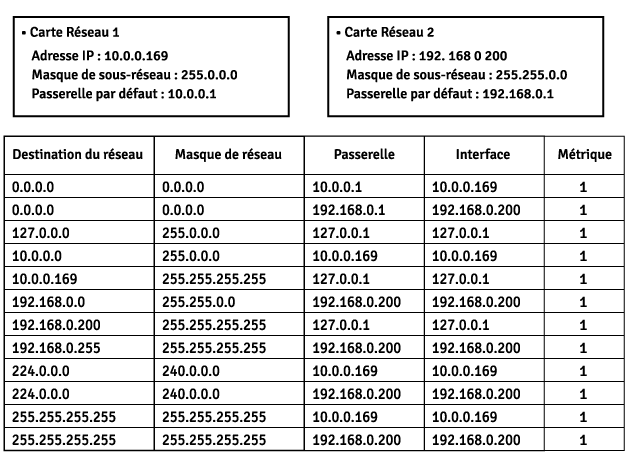 • Carte Réseau 1
Adresse IP : 10.0.0.169
Masque de sous-réseau : 255.0.0.0
Passerelle par défaut : 10.0.0.1
• Carte Réseau 2
Adresse IP : 192. 168 0 200
Masque de sous-réseau : 255.255.0.0
Passerelle par défaut : 192.168.0.1
Destination du réseau Masque de réseau Passerelle Interface Métrique
0.0.0.0 0.0.0.0 10.0.0.1 10.0.0.169 1
0.0.0.0 0.0.0.0 192.168.0.1 192.168.0.200 1
127.0.0.0 255.0.0.0 127.0.0.1 127.0.0.1 1
10.0.0.0 255.0.0.0 10.0.0.169 10.0.0.169 1
10.0.0.169 255.255.255.255 127.0.0.1 127.0.0.1 1
192.168.0.0 255.255.0.0 192.168.0.200 192.168.0.200 1
192.168.0.200 255.255.255.255 127.0.0.1 127.0.0.1 1
192.168.0.255 255.255.255.255 192.168.0.200 192.168.0.200 1
224.0.0.0 240.0.0.0 10.0.0.169 10.0.0.169 1
224.0.0.0 240.0.0.0 192.168.0.200 192.168.0.200 1
255.255.255.255 255.255.255.255 10.0.0.169 10.0.0.169 1
255.255.255.255 255.255.255.255 192.168.0.200 192.168.0.200 1